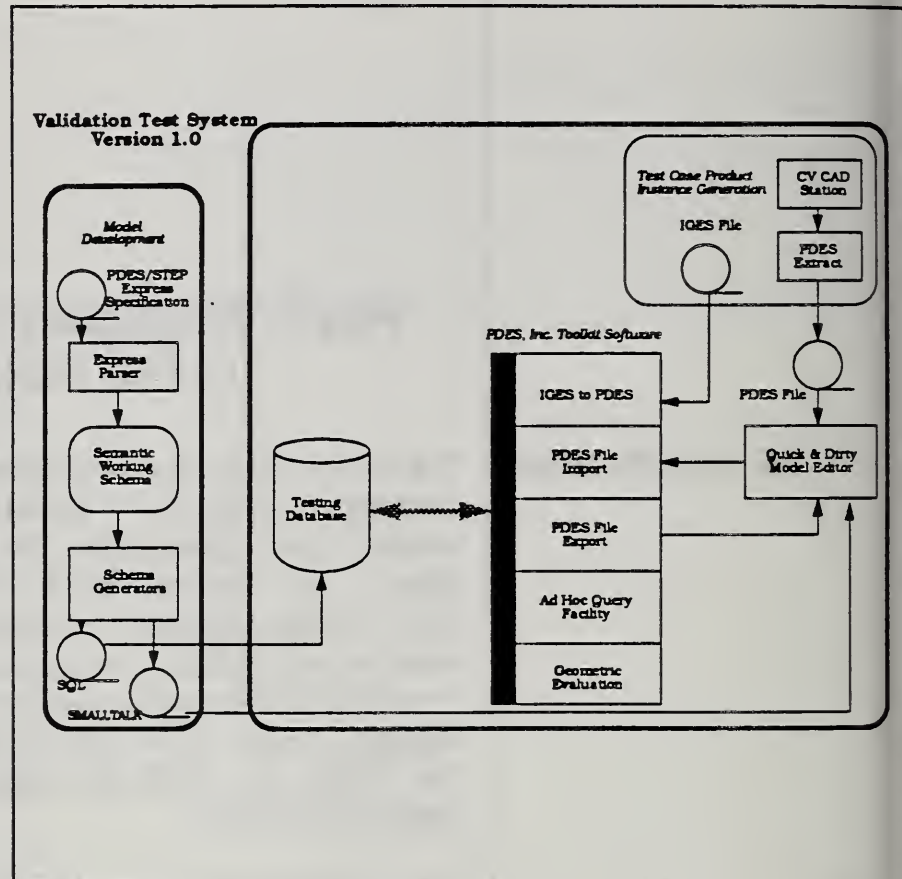 Validation Test System
Version 1.0
Model
Development
PDES/STEP
Express
Specification
Express
Parser
Semantic
Working
Schema
Schema
Generators
SQL
SMALLTALK
Testing
Database
Test Case Product
Instance Generation
IGES File
CV CAD
Station
PDES
Extract
PDES File
PDES, Inc. Toolkit Software
IGES to PDES
PDES File
Import
PDES File
Export
Ad Hoc Query
Facility
Geometric
Evaluation
Quick & Dirty
Model Editor